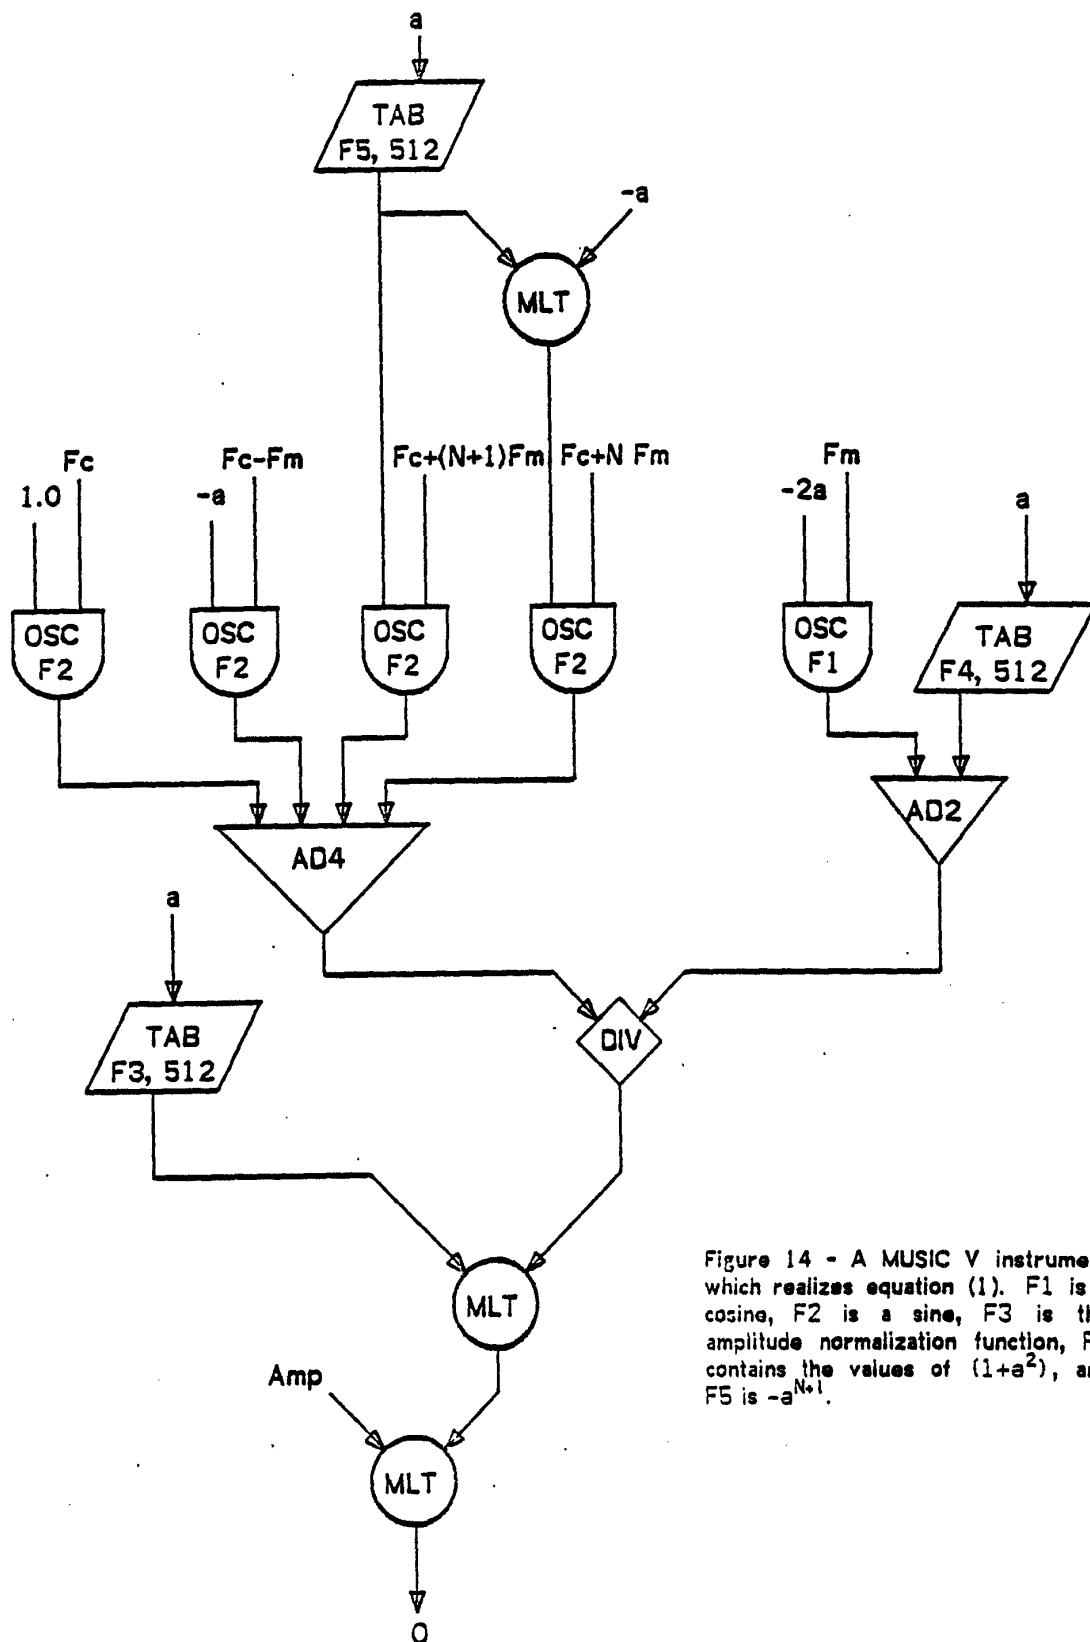 a
TAB
F5, 512
-a
MLT
Fc
Fc-Fm
Fc+(N+1)Fm
Fc+N Fm
Fm
1.0
-a
-2a
a
OSC
F2
OSC
F2
OSC
F2
OSC
F2
OSC
F1
TAB
F4, 512
AD4
AD2
a
TAB
F3, 512
DIV
MLT
Amp
MLT
O
Figure 14 - A MUSIC V instrume
which realizes equation (1). F1 is
cosine, F2 is a sine, F3 is th
amplitude normalization function, F
contains the values of (1+a²), a
F5 is -aᴺ⁺¹.